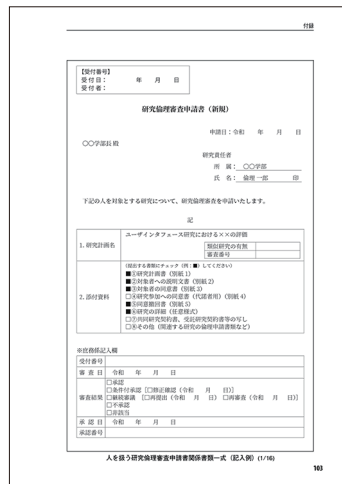 付録
【受付番号】
受付日：　　年　月　日
受付者：
研究倫理審査申請書（新規）
申請日：令和　　年　　月　　日
〇〇学部長 殿
研究責任者
所　属：　〇〇学部
氏　名：　倫理一郎　　　印
下記の人を対象とする研究について、研究倫理審査を申請いたします。
記
1. 研究計画名
ユーザインタフェース研究における××の評価
類似研究の有無
審査番号
2. 添付資料
（提出する書類にチェック（例：■）してください）
■①研究計画書（別紙 1）
■②対象者への説明文書（別紙 2）
■③対象者の同意書（別紙 3）
□④研究参加への同意書（代諾者用）（別紙 4）
■⑤同意撤回書（別紙 5）
■⑥研究の詳細（任意様式）
□⑦共同研究契約書、受託研究契約書等の写し
□⑧その他（関連する研究の倫理申請書類など）
※庶務係記入欄
受付番号
審 査 日　令和　　年　　月　　日
審査結果
□承認
□条件付承認［□修正確認（令和　　月　　日）］
□継続審議　［□再提出（令和　月　日）□再審査（令和　月　日）］
□不承認
□非該当
承 認 日　令和　　年　　月　　日
承認番号
人を扱う研究倫理審査申請書関係書類一式（記入例）(1/16)
103